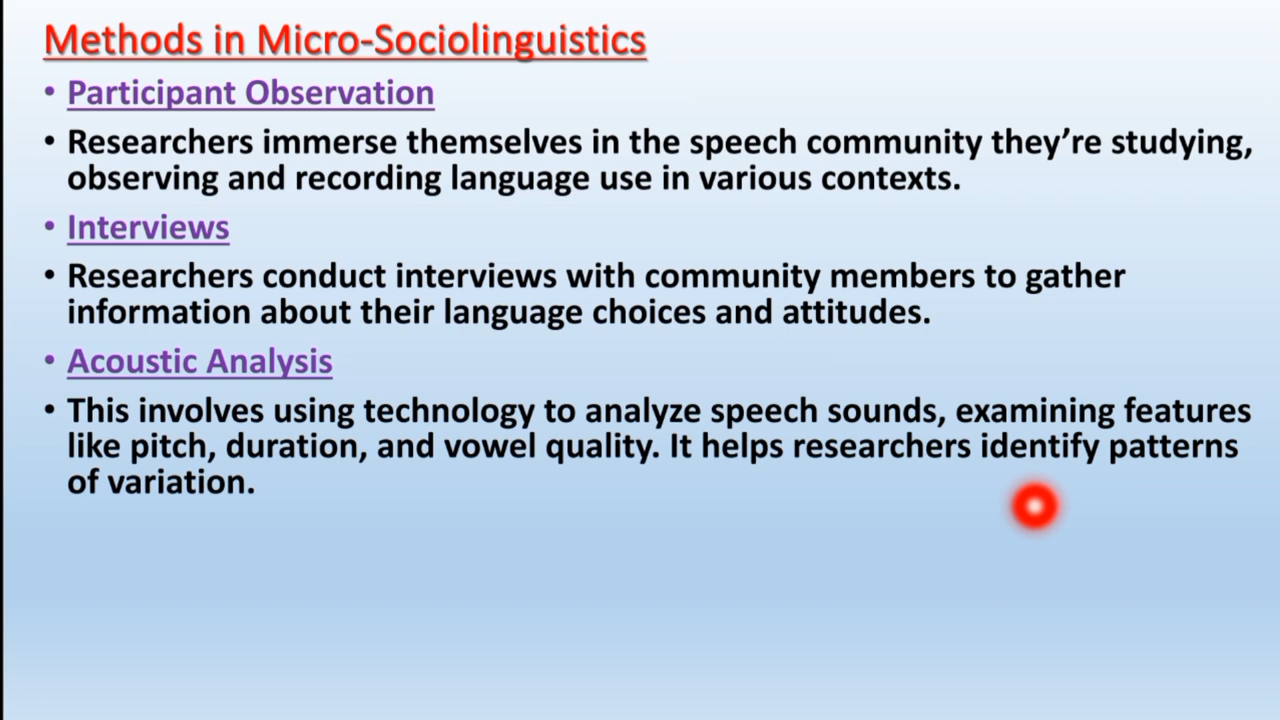 Methods in Micro-Sociolinguistics
• Participant Observation
• Researchers immerse themselves in the speech community they’re studying,
observing and recording language use in various contexts.
• Interviews
• Researchers conduct interviews with community members to gather
information about their language choices and attitudes.
• Acoustic Analysis
• This involves using technology to analyze speech sounds, examining features
like pitch, duration, and vowel quality. It helps researchers identify patterns
of variation.